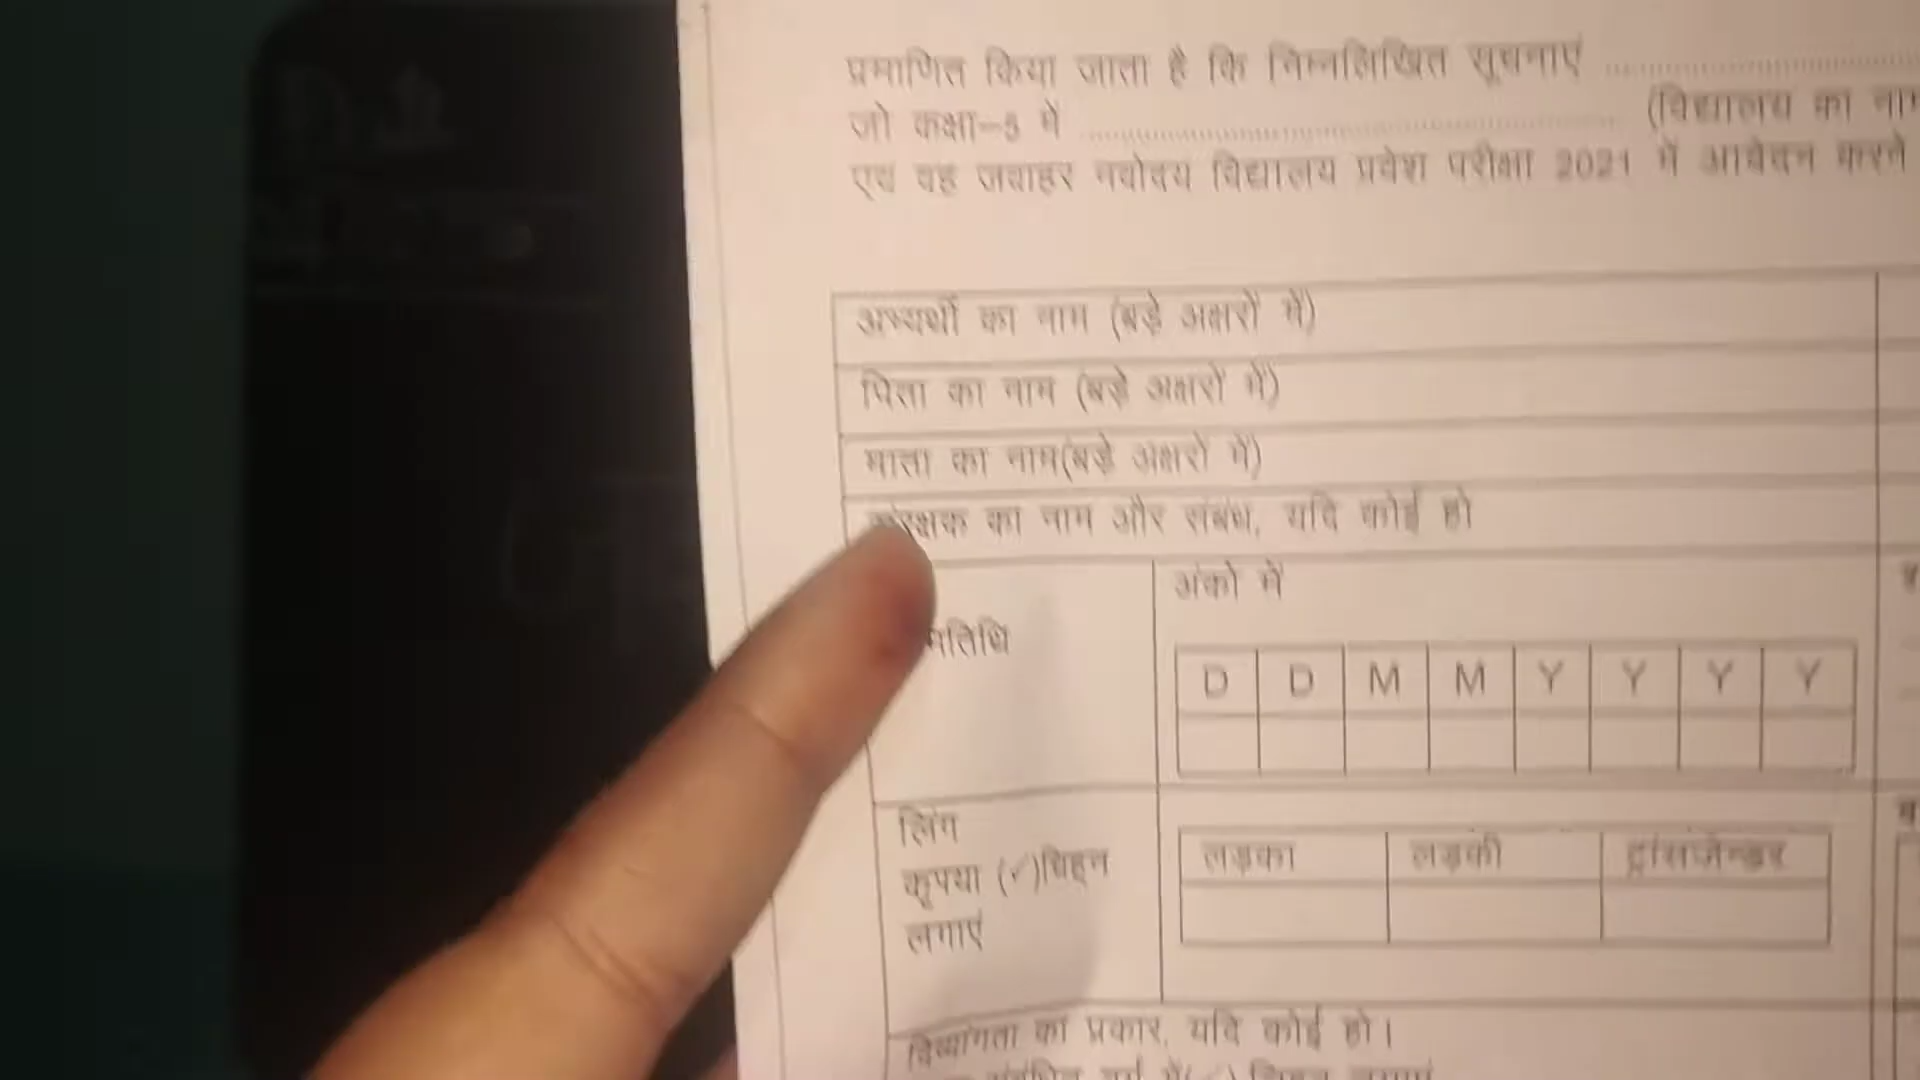 प्रमाणित किया जाता है कि निम्नलिखित सूचनाएं ..............
जो कक्षा-5 में .............................. (विद्यालय का
एवं वह जवाहर नवोदय विद्यालय प्रवेश परीक्षा 2021 में आवेदन करने
अभ्यर्थी का नाम (बड़े अक्षरों में)
पिता का नाम (बड़े अक्षरों में)
माता का नाम(बड़े अक्षरों में)
का नाम और संबंध, यदि कोई हो
अंको में
D D M M Y Y Y Y
लिंग
कृपया (✓)चिह्न
लगाएं
लड़का लड़की ट्रांसजेन्डर
दिव्यांगता का प्रकार, यदि कोई हो।